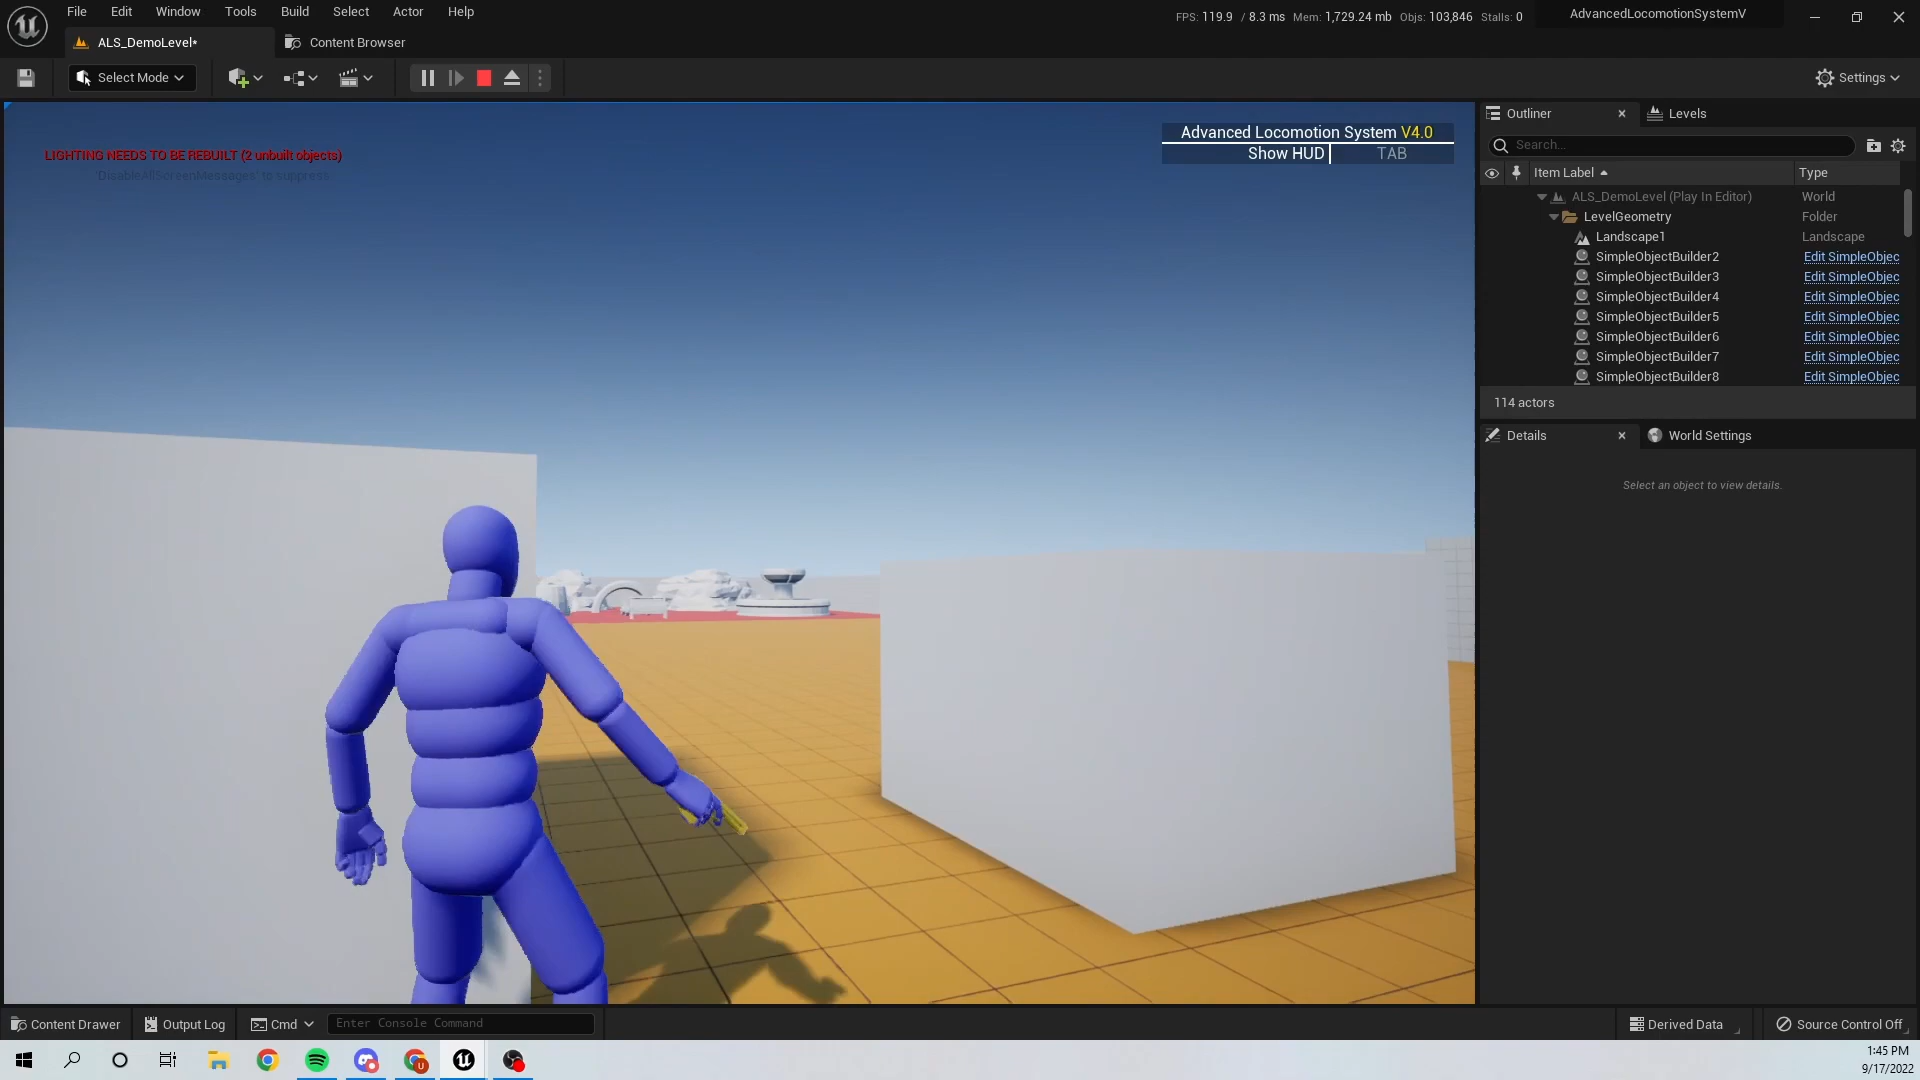 File Edit Window Tools Build Select Actor Help
FPS: 119.9 / 8.3 ms Mem: 1,729.24 mb Objs: 103,846 Stalls: 0
AdvancedLocomotionSystemV
ALS_DemoLevel*
Content Browser
Select Mode
Settings
LIGHTING NEEDS TO BE REBUILT (2 unbuilt objects)
'DisableAllScreenMessages' to suppress
Advanced Locomotion System V4.0
Show HUD TAB
Outliner
Levels
Search...
Item Label Type
ALS_DemoLevel (Play In Editor) World
LevelGeometry Folder
Landscape1 Landscape
SimpleObjectBuilder2 Edit SimpleObjec
SimpleObjectBuilder3 Edit SimpleObjec
SimpleObjectBuilder4 Edit SimpleObjec
SimpleObjectBuilder5 Edit SimpleObjec
SimpleObjectBuilder6 Edit SimpleObjec
SimpleObjectBuilder7 Edit SimpleObjec
SimpleObjectBuilder8 Edit SimpleObjec
114 actors
Details
World Settings
Select an object to view details.
Content Drawer
Output Log
Cmd
Enter Console Command
Derived Data
Source Control Off
1:45 PM
9/17/2022